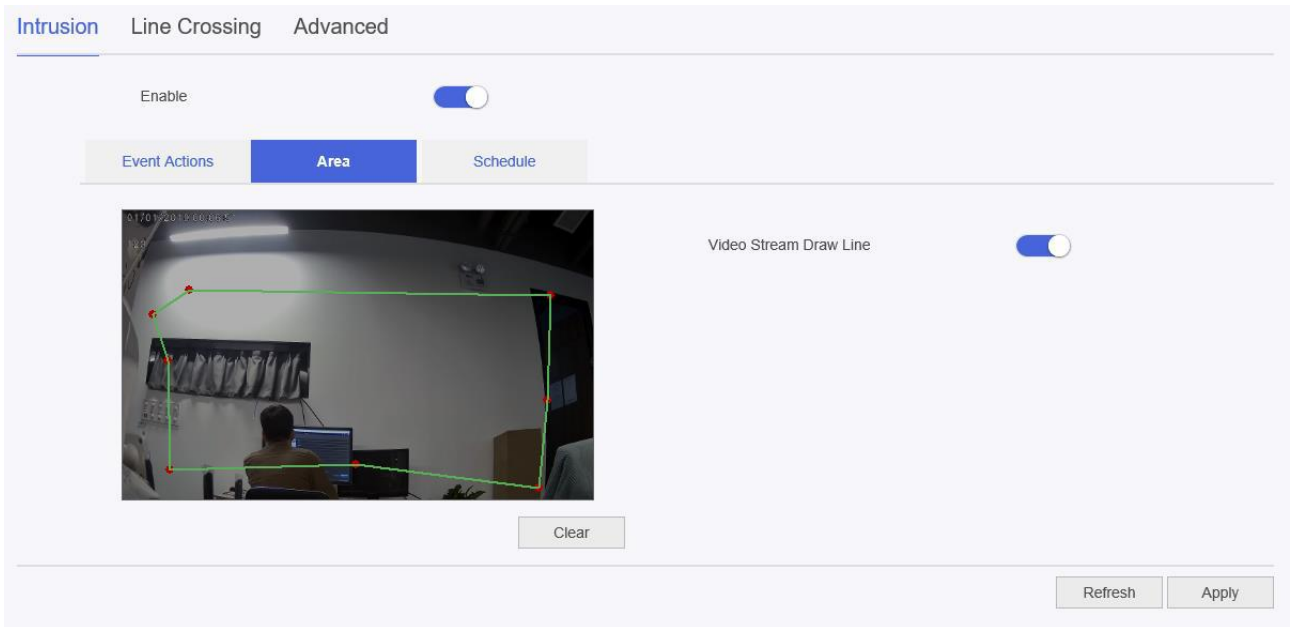 Intrusion Line Crossing Advanced
Enable
Event Actions Area Schedule
Video Stream Draw Line
Clear
Refresh Apply